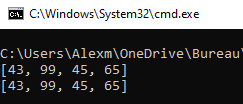 C:\Windows\System32\cmd.exe
C:\Users\Alexm\OneDrive\Bureau\
[43, 99, 45, 65]
[43, 99, 45, 65]